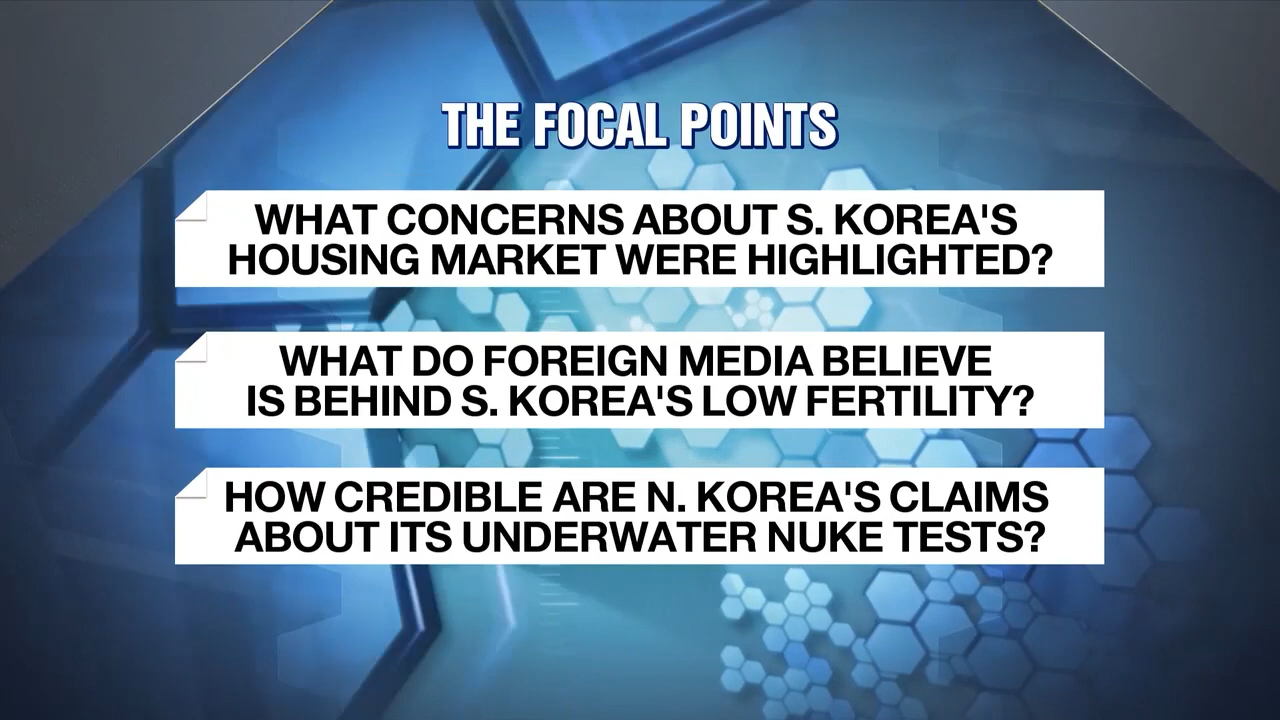 THE FOCAL POINTS
WHAT CONCERNS ABOUT S. KOREA'S
HOUSING MARKET WERE HIGHLIGHTED?
WHAT DO FOREIGN MEDIA BELIEVE
IS BEHIND S. KOREA'S LOW FERTILITY?
HOW CREDIBLE ARE N. KOREA'S CLAIMS
ABOUT ITS UNDERWATER NUKE TESTS?